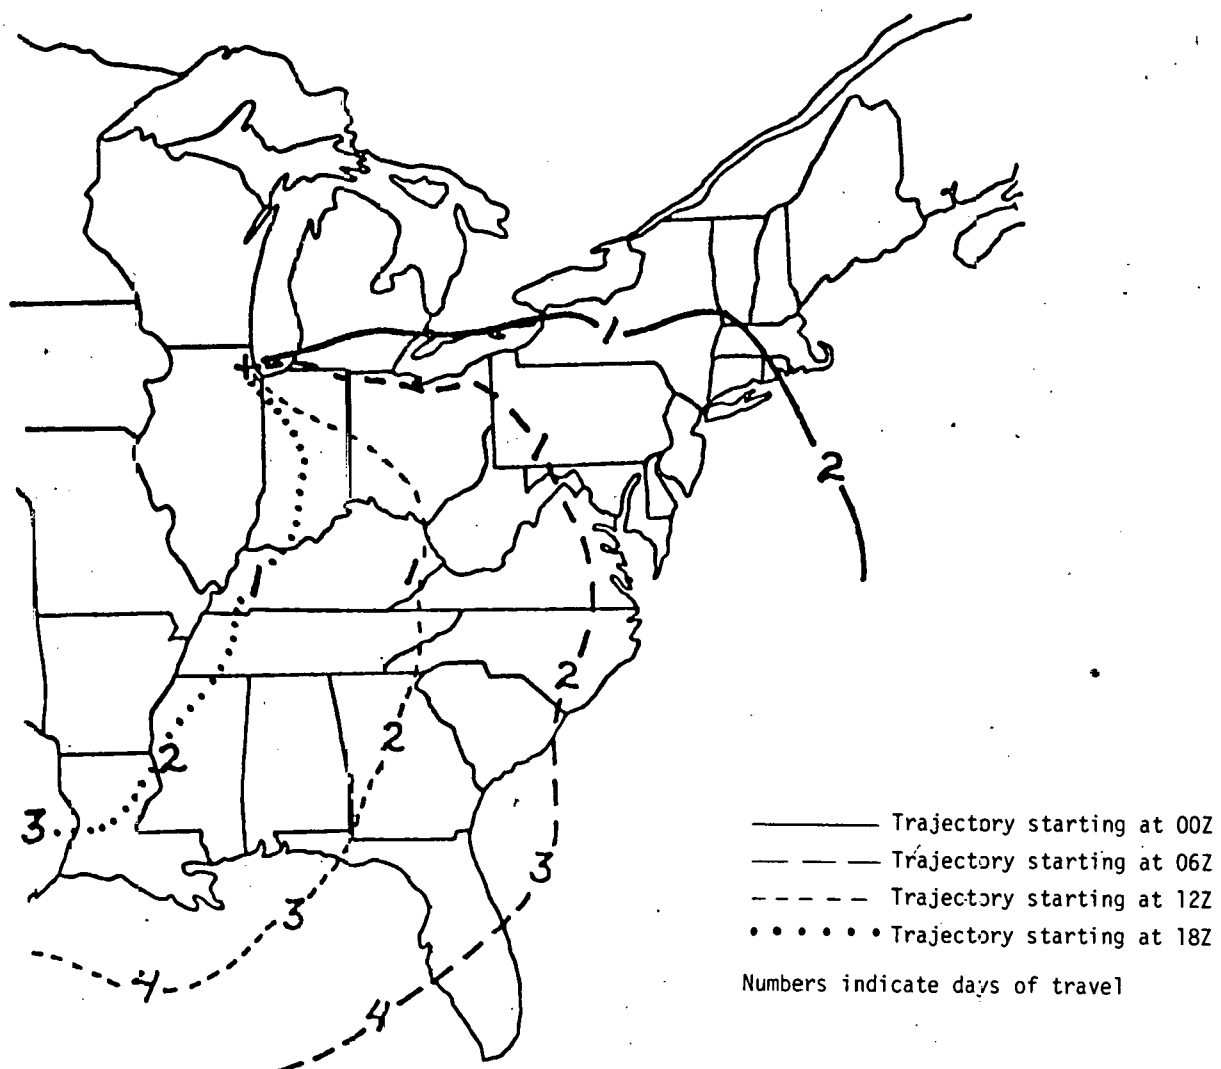 1
2
1
1
2
2
2
3
3
3
4
4
Trajectory starting at 00Z
Trajectory starting at 06Z
Trajectory starting at 12Z
Trajectory starting at 18Z
Numbers indicate days of travel